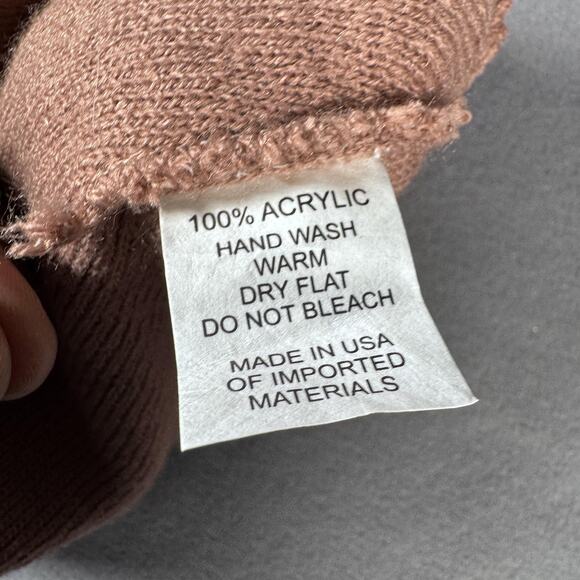 100% ACRYLIC
HAND WASH
WARM
DRY FLAT
DO NOT BLEACH
MADE IN USA
OF IMPORTED
MATERIALS